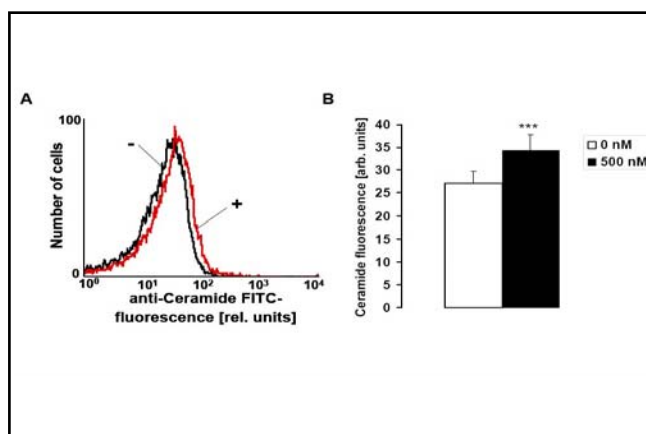 A
100
Number of cells
-
+
0
10⁰ 10¹ 10² 10³ 10⁴
anti-Ceramide FITC-
fluorescence [rel. units]
B
Ceramide fluorescence [arb. units]
40
35
30
25
20
15
10
5
0
***
0 nM
500 nM